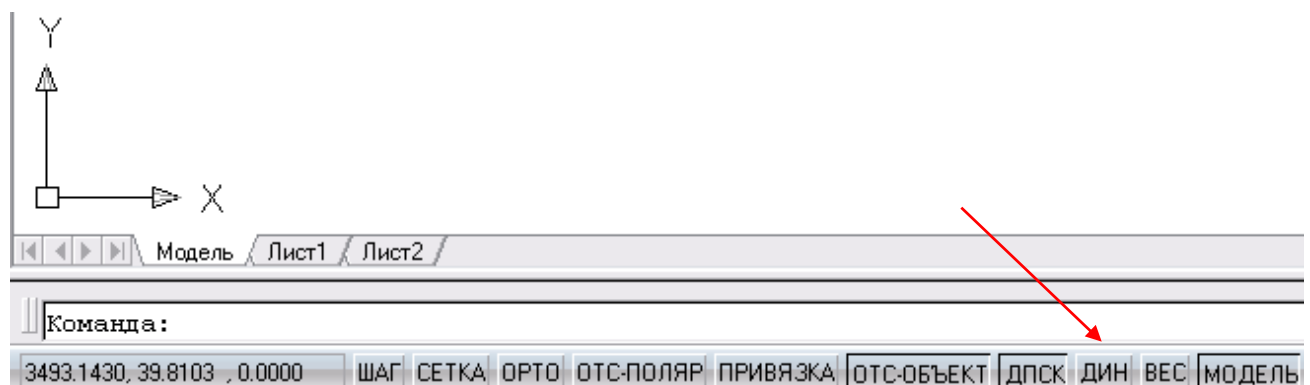 Y
X
Модель Лист1 Лист2
Команда:
3493.1430, 39.8103 , 0.0000 ШАГ СЕТКА ОРТО ОТС-ПОЛЯР ПРИВЯЗКА ОТС-ОБЪЕКТ ДПСК ДИН ВЕС МОДЕЛЬ